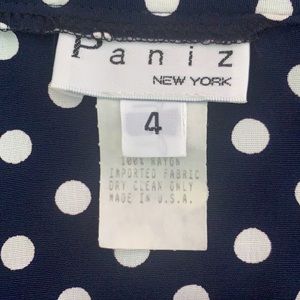 Paniz
NEW YORK
4
100% RAYON
IMPORTED FABRIC
DRY CLEAN ONLY
MADE IN U.S.A.